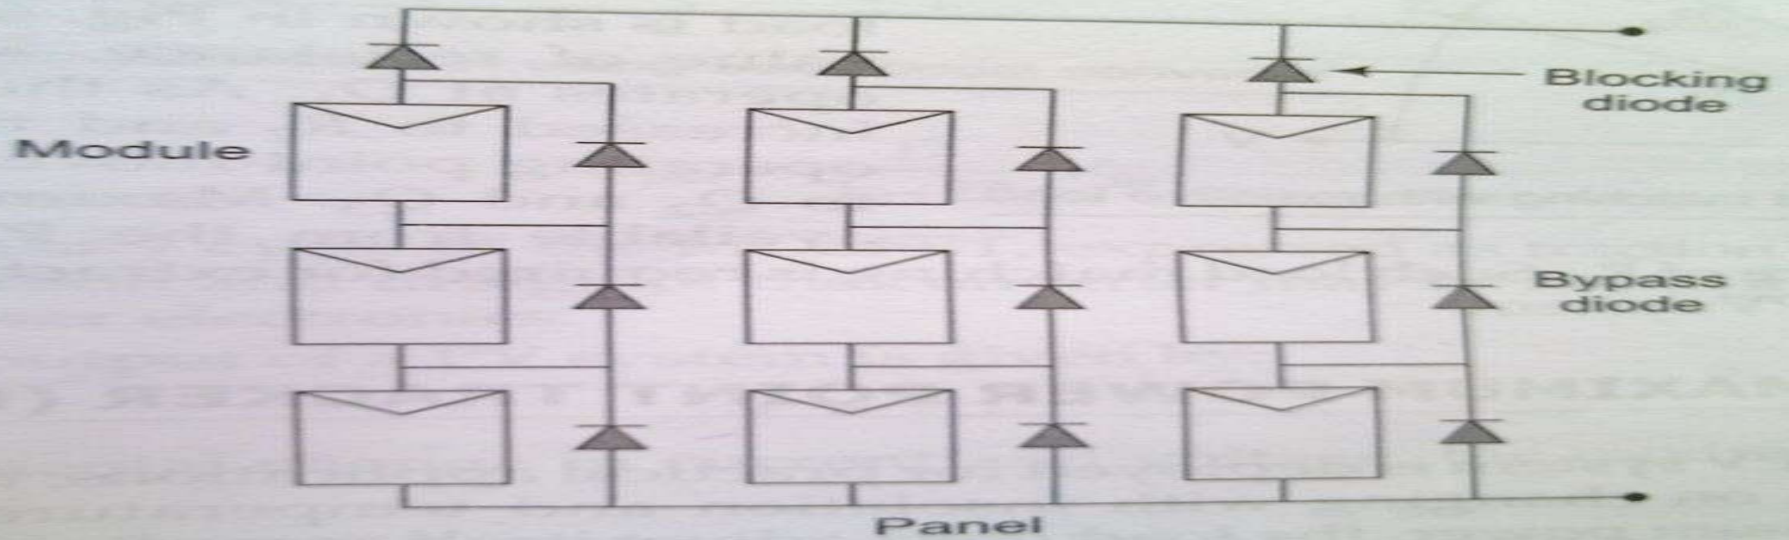 Blocking
diode
Module
Bypass
diode
Panel